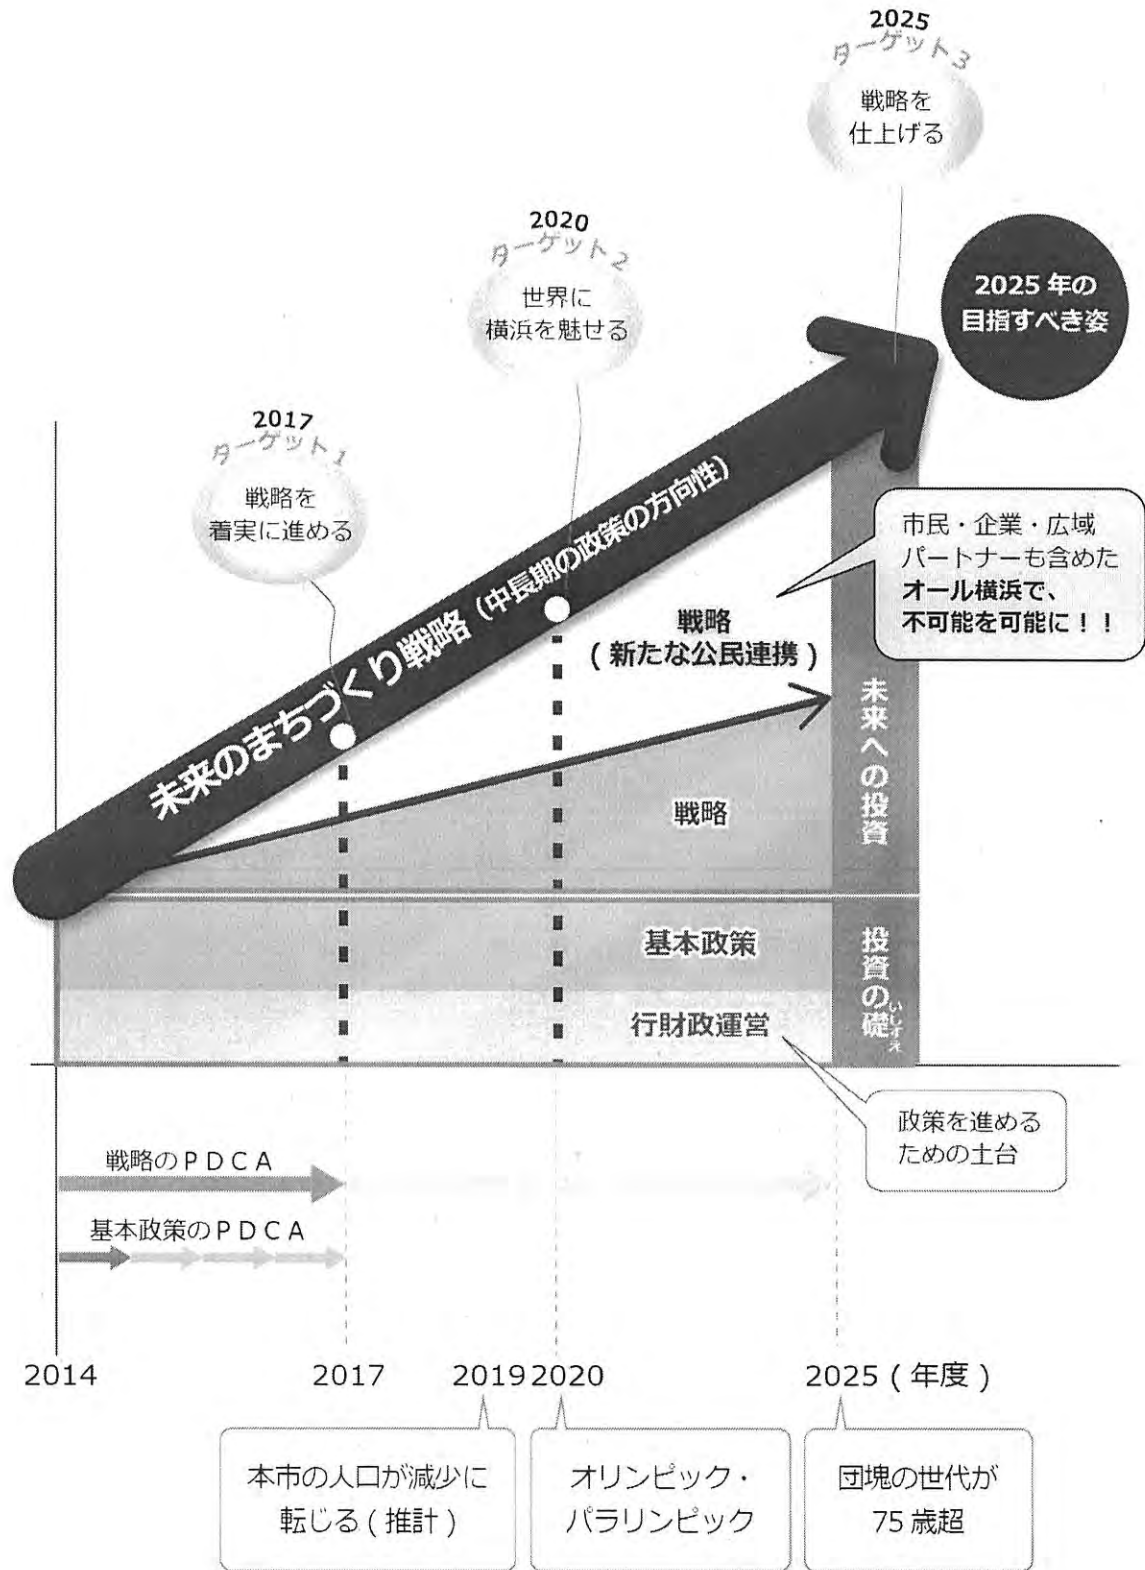 2025
ターゲット3
戦略を
仕上げる
2020
ターゲット2
世界に
横浜を魅せる
2025 年の
目指すべき姿
2017
ターゲット1
戦略を
着実に進める
未来のまちづくり戦略（中長期の政策の方向性）
市民・企業・広域
パートナーも含めた
オール横浜で、
不可能を可能に！！
戦略
( 新たな公民連携 )
未来への投資
戦略
基本政策
投資の礎
いしずえ
行財政運営
政策を進める
ための土台
戦略のＰＤＣＡ
基本政策のＰＤＣＡ
2014
2017
2019
2020
2025 ( 年度 )
本市の人口が減少に
転じる ( 推計 )
オリンピック・
パラリンピック
団塊の世代が
75 歳超